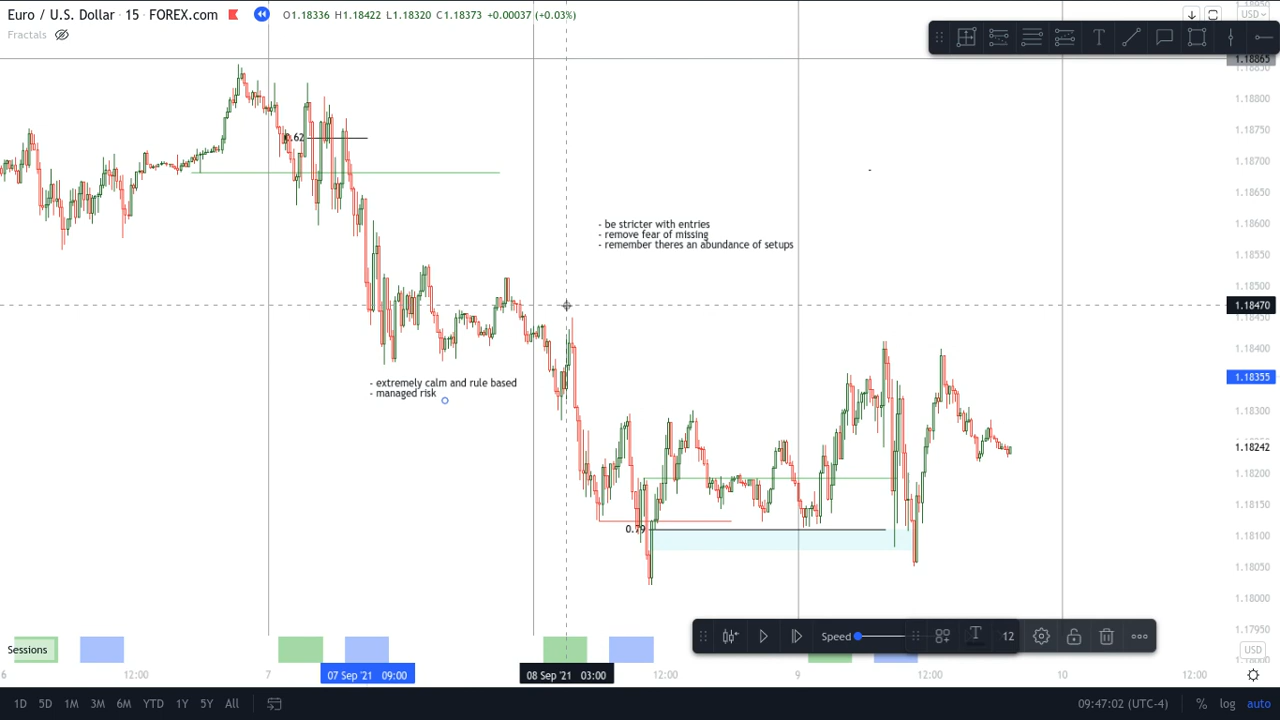 Euro / U.S. Dollar · 15 · FOREX.com O1.18336 H1.18422 L1.18320 C1.18373 +0.00037 (+0.03%)
Fractals
USD
1.18865
1.18850
1.18800
1.18750
1.18700
1.18650
1.18600
1.18550
1.18500
1.18470
1.18450
1.18400
1.18355
1.18300
1.18242
1.18200
1.18150
1.18100
1.18050
1.18000
1.17950
USD
0.62
- be stricter with entries
- remove fear of missing
- remember theres an abundance of setups
- extremely calm and rule based
- managed risk
0.79
Speed
12
Sessions
6
12:00
7
07 Sep '21 09:00
08 Sep '21 03:00
12:00
9
12:00
10
12:00
1D 5D 1M 3M 6M YTD 1Y 5Y All
09:47:02 (UTC-4) % log auto